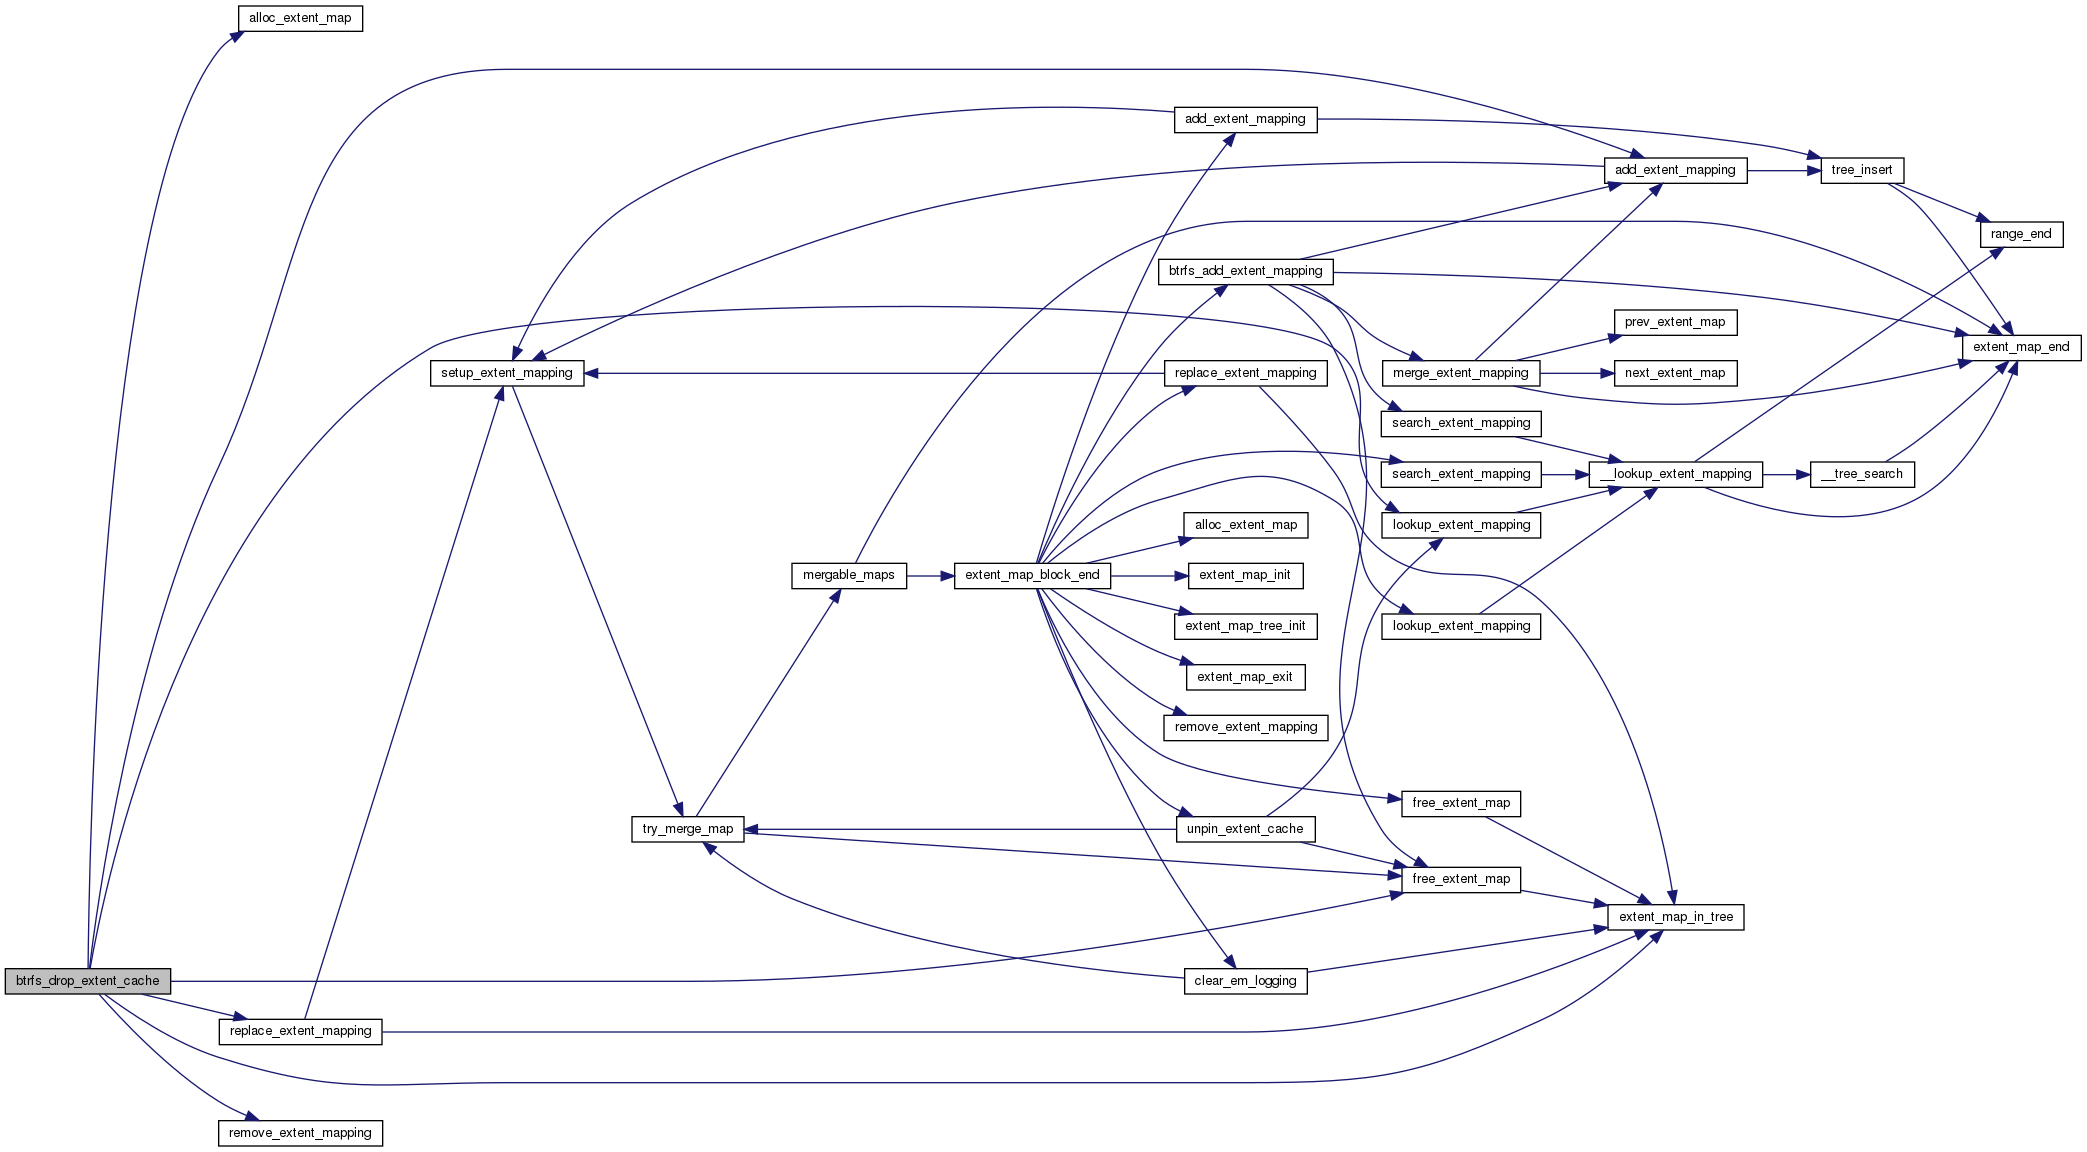 alloc_extent_map
add_extent_mapping
add_extent_mapping
tree_insert
range_end
btrfs_add_extent_mapping
prev_extent_map
extent_map_end
setup_extent_mapping
replace_extent_mapping
merge_extent_mapping
next_extent_map
search_extent_mapping
search_extent_mapping
__lookup_extent_mapping
__tree_search
alloc_extent_map
lookup_extent_mapping
mergable_maps
extent_map_block_end
extent_map_init
extent_map_tree_init
lookup_extent_mapping
extent_map_exit
remove_extent_mapping
free_extent_map
try_merge_map
unpin_extent_cache
free_extent_map
extent_map_in_tree
btrfs_drop_extent_cache
clear_em_logging
replace_extent_mapping
remove_extent_mapping